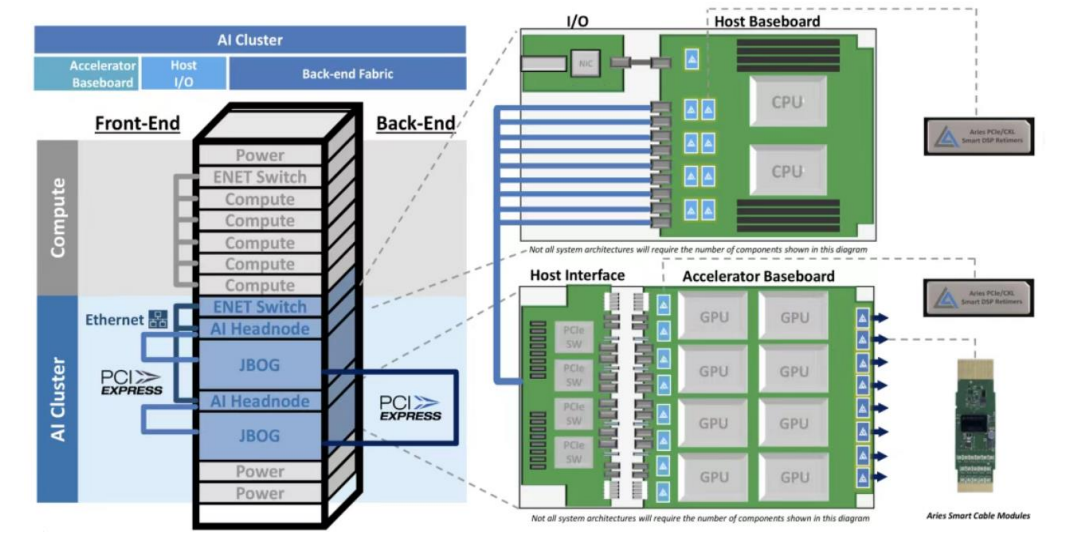 AI Cluster
Accelerator
Baseboard
Host
I/O
Back-end Fabric
Front-End
Back-End
Compute
AI Cluster
Power
ENET Switch
Compute
Compute
Compute
Compute
Compute
ENET Switch
AI Headnode
JBOG
AI Headnode
JBOG
Power
Power
Ethernet
PCI
EXPRESS
PCI
EXPRESS
I/O
Host Baseboard
NIC
CPU
CPU
Not all system architectures will require the number of components shown in this diagram
Aries PCIe/CXL
Smart DSP Retimers
Host Interface
Accelerator Baseboard
PCIe
SW
PCIe
SW
PCIe
SW
PCIe
SW
GPU
GPU
GPU
GPU
GPU
GPU
GPU
GPU
Not all system architectures will require the number of components shown in this diagram
Aries PCIe/CXL
Smart DSP Retimers
Aries Smart Cable Modules